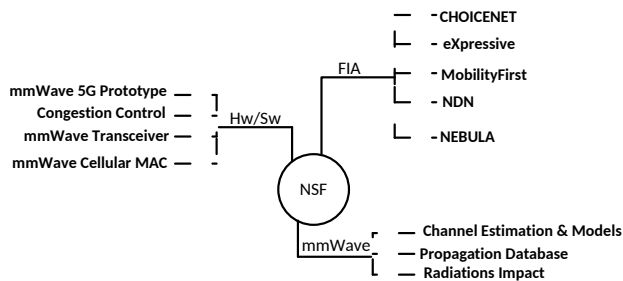 CHOICENET
eXpressive
FIA
MobilityFirst
NDN
NEBULA
mmWave 5G Prototype
Congestion Control
Hw/Sw
mmWave Transceiver
mmWave Cellular MAC
NSF
mmWave
Channel Estimation & Models
Propagation Database
Radiations Impact